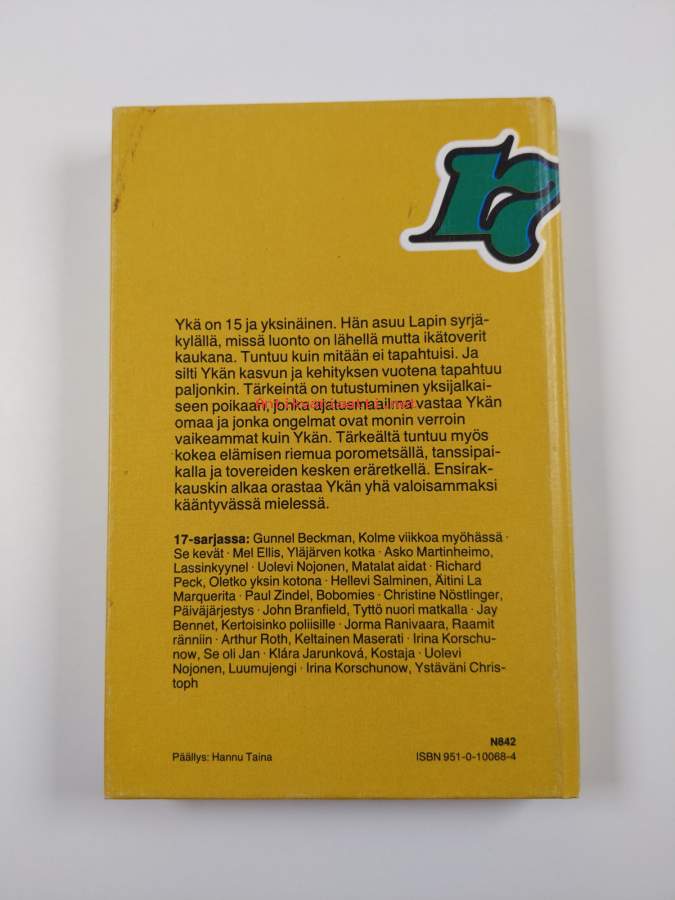 17
Ykä on 15 ja yksinäinen. Hän asuu Lapin syrjä-
kylällä, missä luonto on lähellä mutta ikätoverit
kaukana. Tuntuu kuin mitään ei tapahtuisi. Ja
silti Ykän kasvun ja kehityksen vuotena tapahtuu
paljonkin. Tärkeintä on tutustuminen yksijalkai-
seen poikaan, jonka ajatusmaailma vastaa Ykän
omaa ja jonka ongelmat ovat monin verroin
vaikeammat kuin Ykän. Tärkeältä tuntuu myös
kokea elämisen riemua porometsällä, tanssipai-
kalla ja tovereiden kesken eräretkellä. Ensirak-
kauskin alkaa orastaa Ykän yhä valoisammaksi
kääntyvässä mielessä.
17-sarjassa: Gunnel Beckman, Kolme viikkoa myöhässä ·
Se kevät · Mel Ellis, Yläjärven kotka · Asko Martinheimo,
Lassinkyynel · Uolevi Nojonen, Matalat aidat · Richard
Peck, Oletko yksin kotona · Hellevi Salminen, Äitini La
Marquerita · Paul Zindel, Bobomies · Christine Nöstlinger,
Päiväjärjestys · John Branfield, Tyttö nuori matkalla · Jay
Bennet, Kertoisinko poliisille · Jorma Ranivaara, Raamit
ränniin · Arthur Roth, Keltainen Maserati · Irina Korschu-
now, Se oli Jan · Klára Jarunková, Kostaja · Uolevi
Nojonen, Luumujengi · Irina Korschunow, Ystäväni Chris-
toph
N842
Päällys: Hannu Taina ISBN 951-0-10068-4